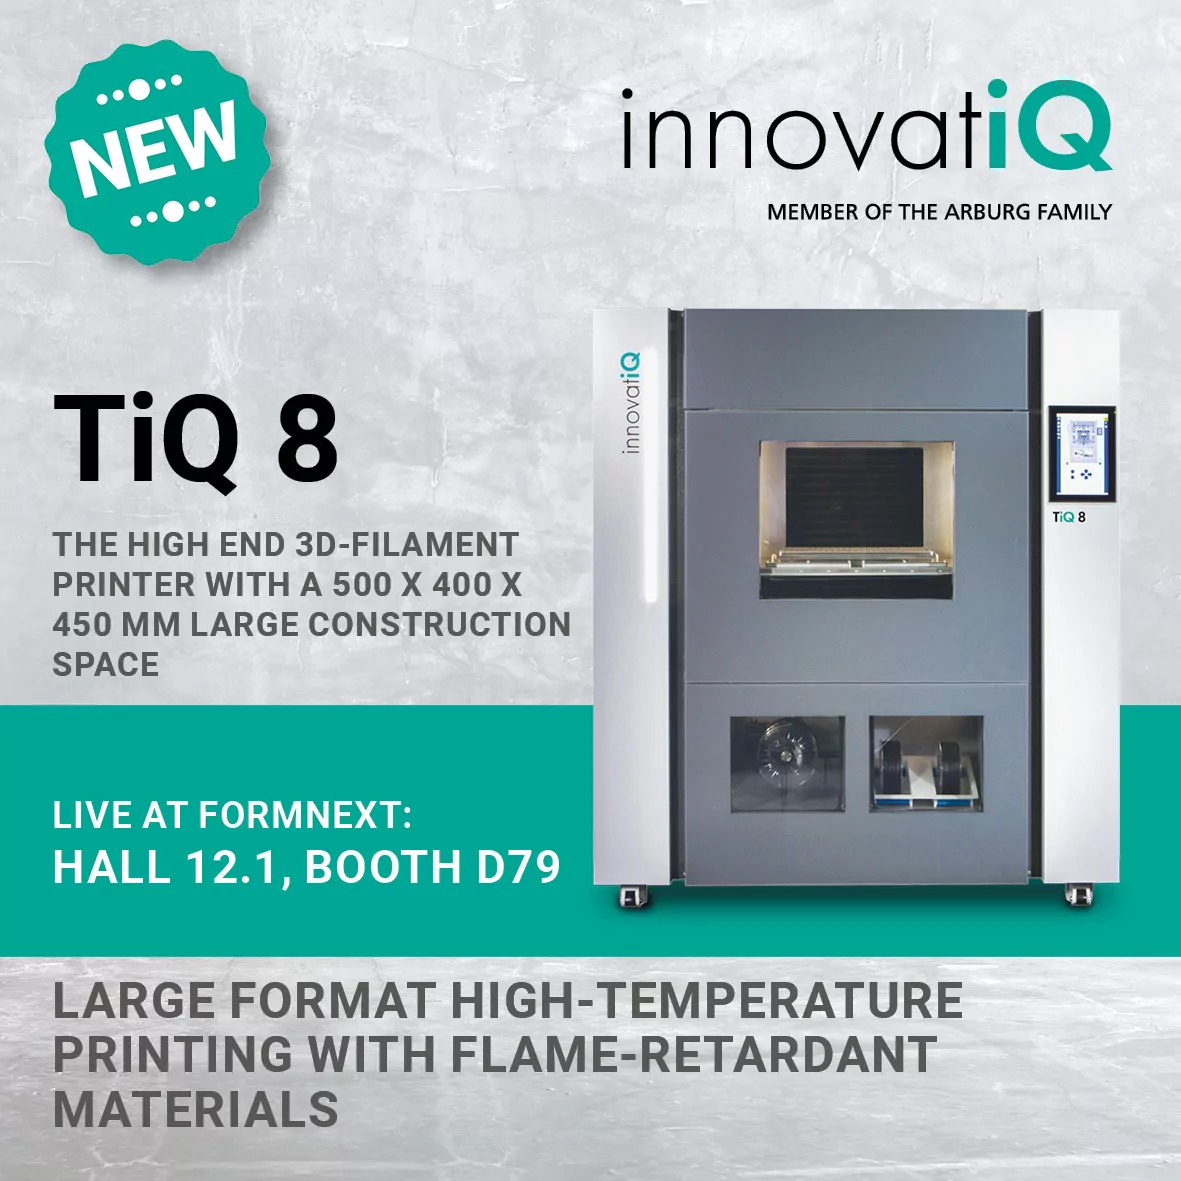 NEW
innovatiQ
MEMBER OF THE ARBURG FAMILY
TiQ 8
THE HIGH END 3D-FILAMENT
PRINTER WITH A 500 X 400 X
450 MM LARGE CONSTRUCTION
SPACE
innovatiQ
TiQ 8
LIVE AT FORMNEXT:
HALL 12.1, BOOTH D79
LARGE FORMAT HIGH-TEMPERATURE
PRINTING WITH FLAME-RETARDANT
MATERIALS